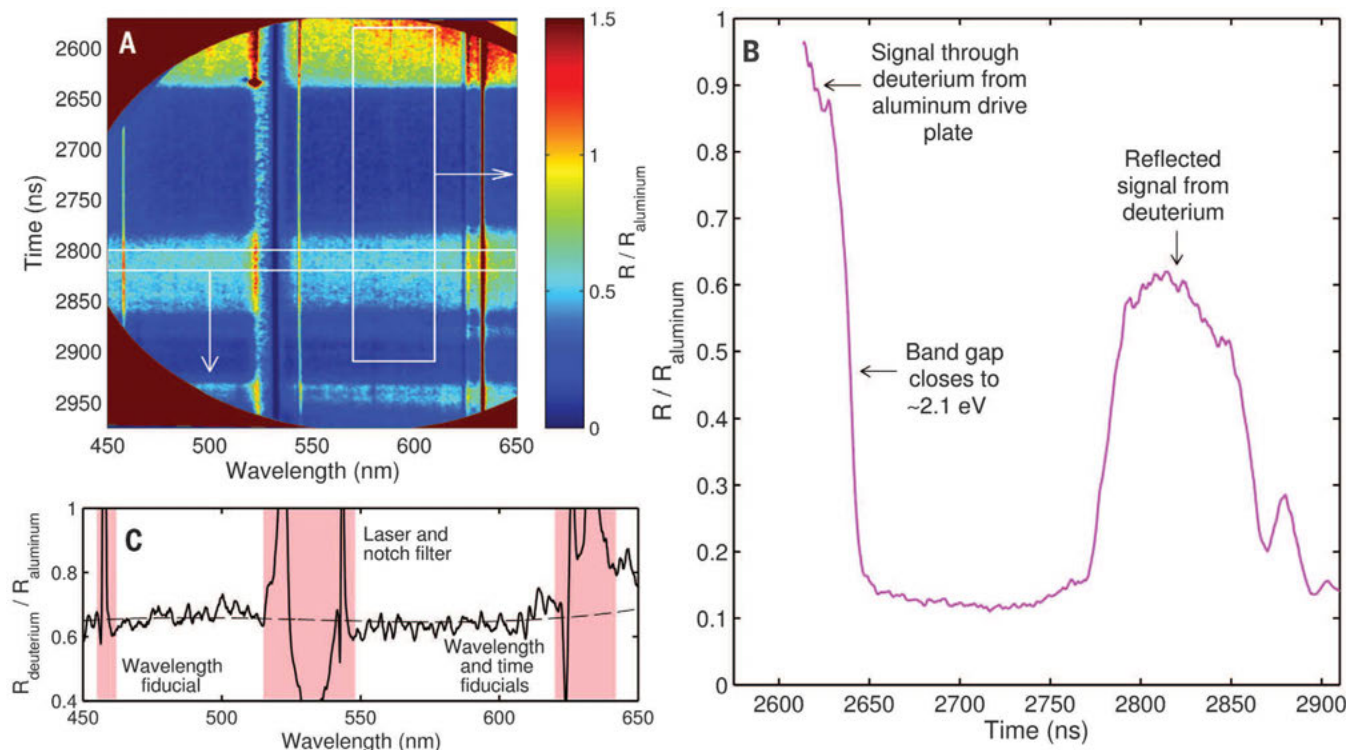 A
2600
2650
2700
2750
2800
2850
2900
2950
Time (ns)
450
500
550
600
650
Wavelength (nm)
1.5
1
0.5
0
R / R aluminum
C
1
0.8
0.6
0.4
R deuterium / R aluminum
Laser and
notch filter
Wavelength
fiducial
Wavelength
and time
fiducials
450
500
550
600
650
Wavelength (nm)
B
1
0.9
0.8
0.7
0.6
0.5
0.4
0.3
0.2
0.1
0
R / R aluminum
Signal through
deuterium from
aluminum drive
plate
Reflected
signal from
deuterium
Band gap
closes to
~2.1 eV
2600
2650
2700
2750
2800
2850
2900
Time (ns)